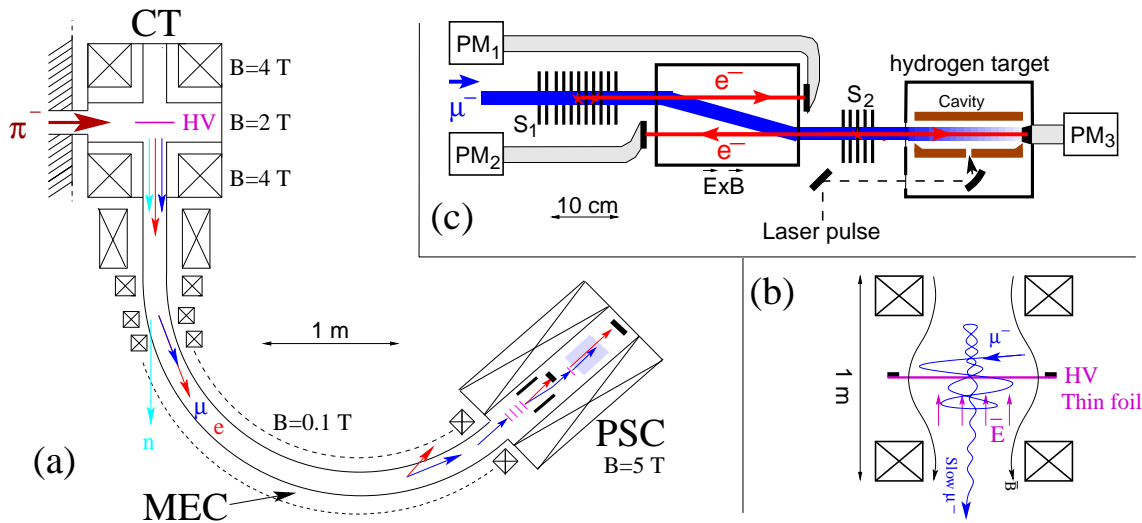 CT
B=4 T
π⁻
HV
B=2 T
B=4 T
1 m
μ
e
n
B=0.1 T
(a)
MEC
PSC
B=5 T
PM₁
μ⁻
S₁
e⁻
PM₂
e⁻
ExB
S₂
hydrogen target
Cavity
PM₃
(c)
10 cm
Laser pulse
(b)
μ⁻
1 m
HV
Thin foil
E̅
Slow μ⁻
B̅